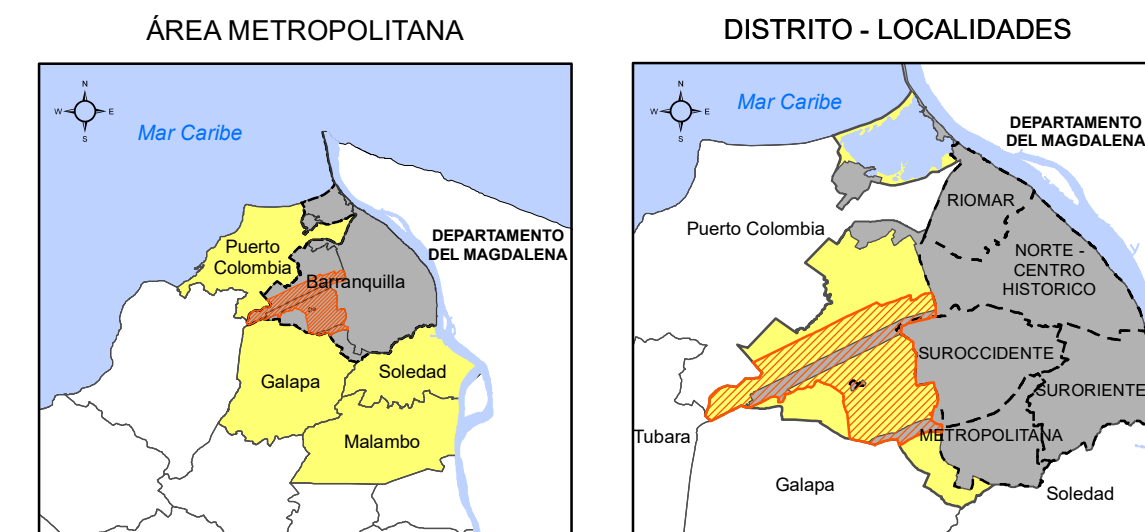 ÁREA METROPOLITANA
N
W
E
S
Mar Caribe
DEPARTAMENTO
DEL MAGDALENA
Puerto
Colombia
Barranquilla
Galapa
Soledad
Malambo
DISTRITO - LOCALIDADES
N
W
E
S
Mar Caribe
DEPARTAMENTO
DEL MAGDALENA
RIOMAR
Puerto Colombia
NORTE -
CENTRO
HISTORICO
SUROCCIDENTE
SURORIENTE
Tubara
METROPOLITANA
Galapa
Soledad